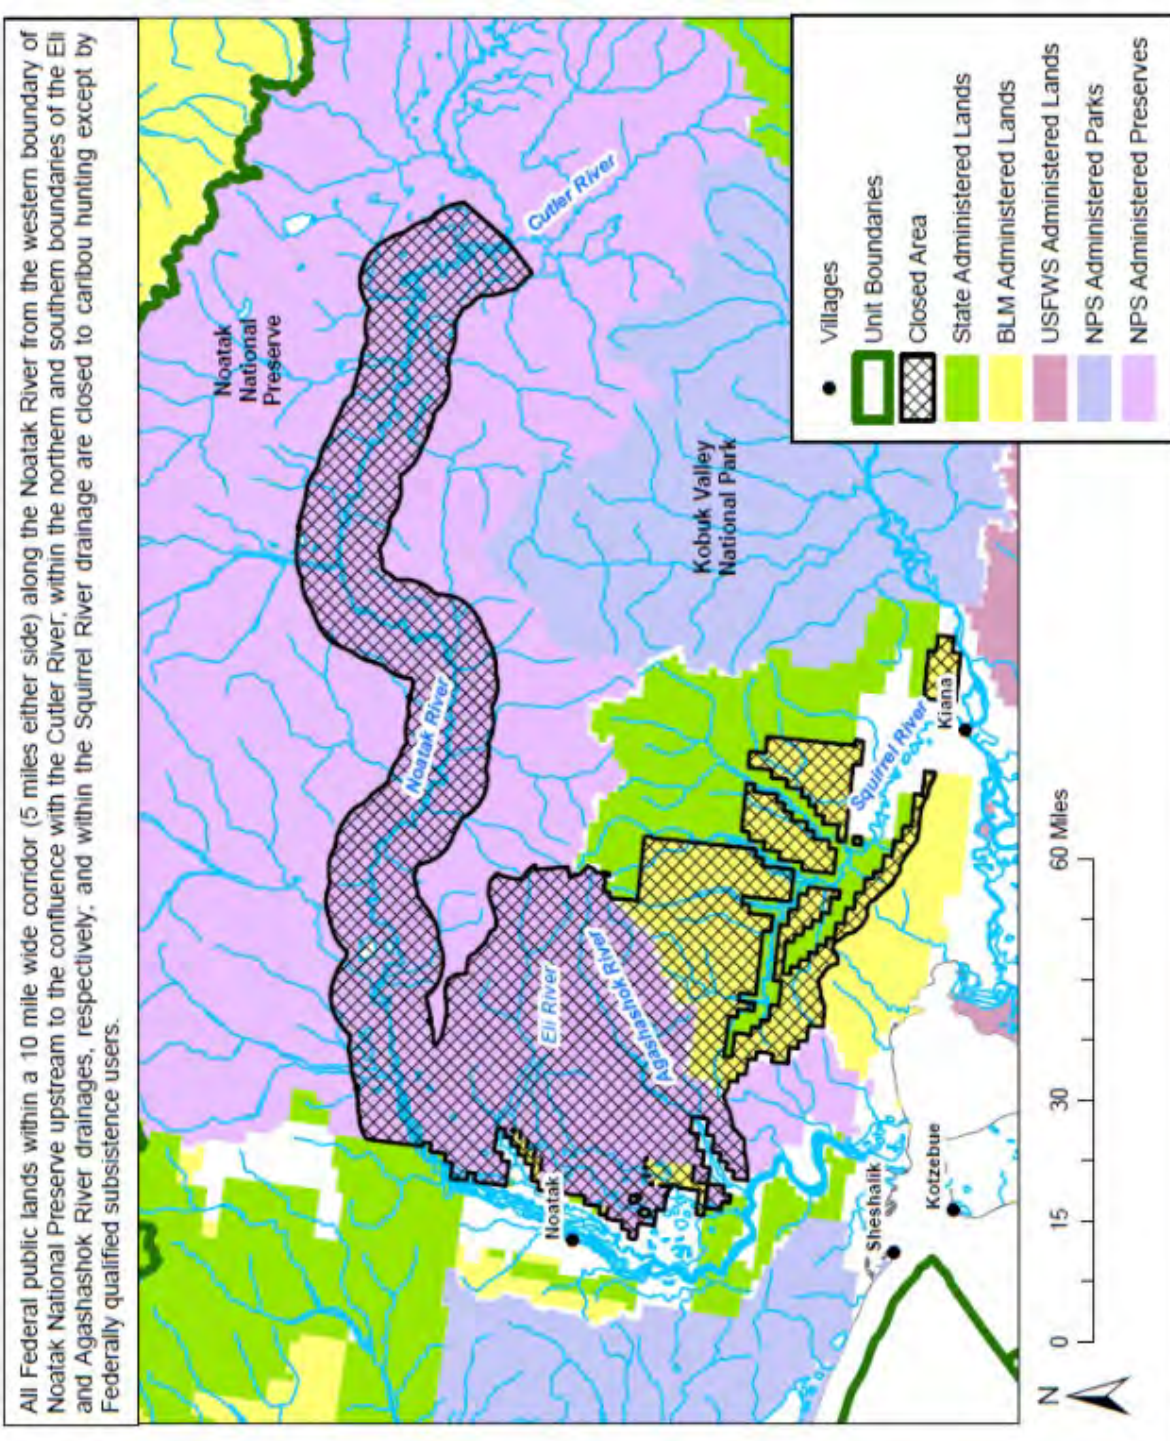 All Federal public lands within a 10 mile wide corridor (5 miles either side) along the Noatak River from the western boundary of
Noatak National Preserve upstream to the confluence with the Cutler River; within the northern and southern boundaries of the Eli
and Agashashok River drainages, respectively; and within the Squirrel River drainage are closed to caribou hunting except by
Federally qualified subsistence users.
Noatak
National
Preserve
Cutler River
Noatak River
Kobuk Valley
National Park
Eli River
Agashashok River
Squirrel River
Kiana
Noatak
Sheshalik
Kotzebue
Villages
Unit Boundaries
Closed Area
State Administered Lands
BLM Administered Lands
USFWS Administered Lands
NPS Administered Parks
NPS Administered Preserves
N
0 15 30 60 Miles